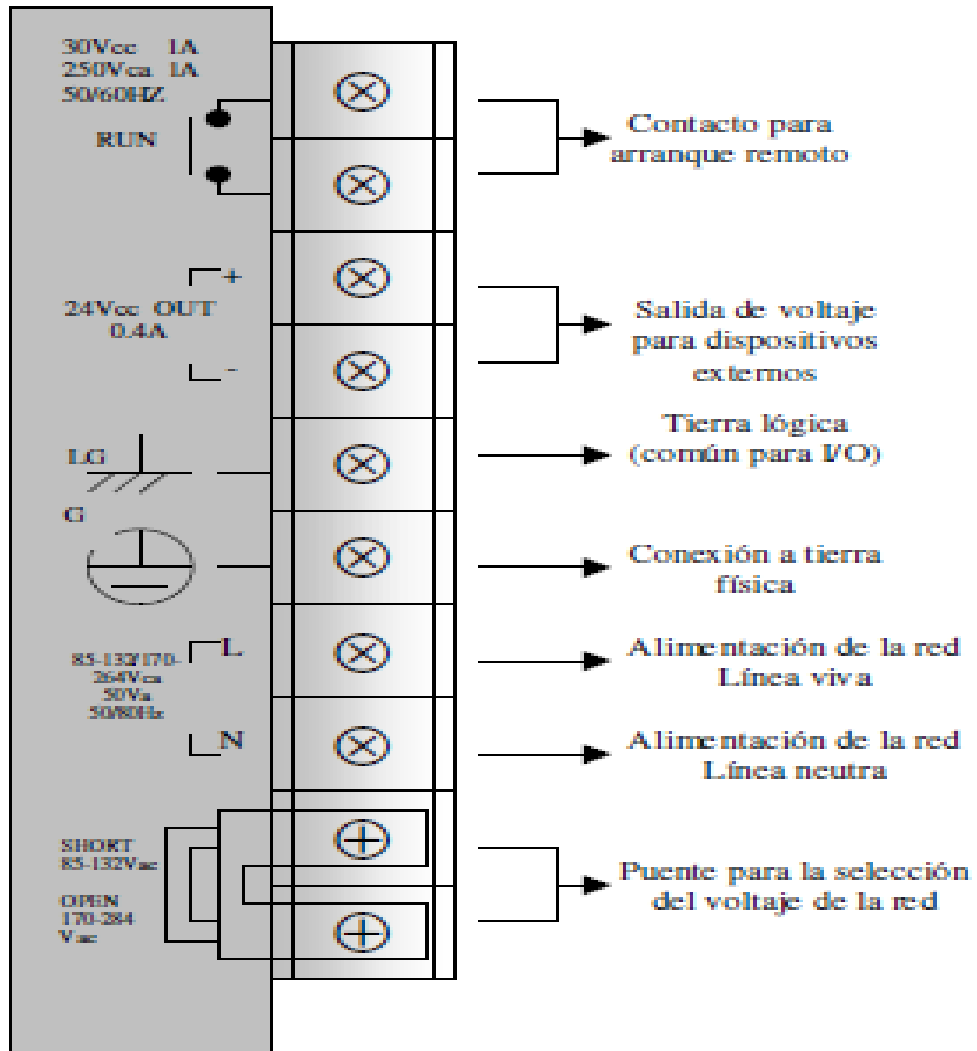 30Vcc 1A
250Vca 1A
50/60HZ
RUN
Contacto para
arranque remoto
+
24Vcc OUT
0.4A
-
Salida de voltaje
para dispositivos
externos
LG
Tierra lógica
(común para I/O)
G
Conexión a tierra
física
L
85-132/170-
264Vca
50Va
50/80Hz
Alimentación de la red
Línea viva
N
Alimentación de la red
Línea neutra
SHORT
85-132Vac
OPEN
170-284
Vac
Puente para la selección
del voltaje de la red